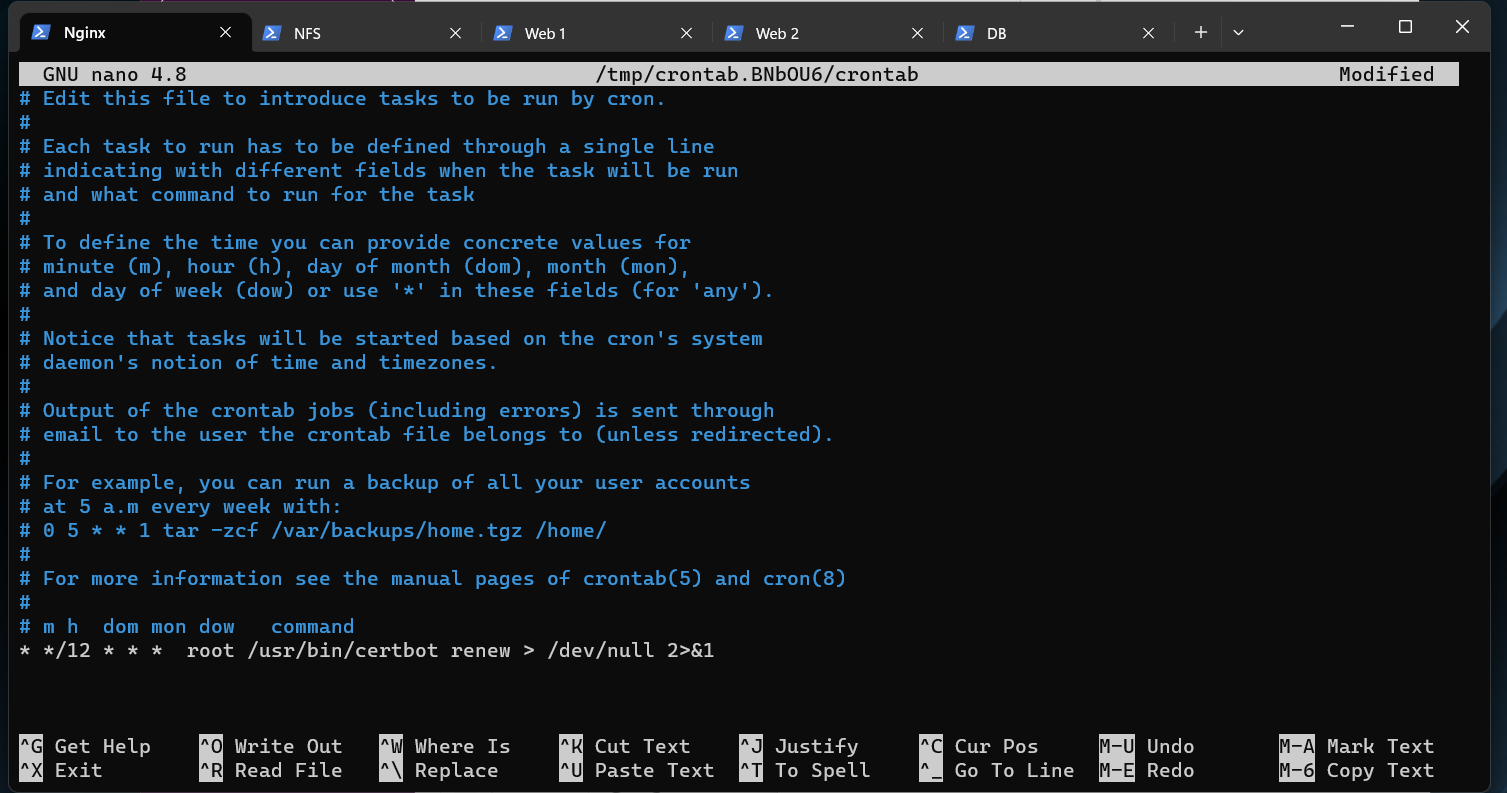 Nginx NFS Web 1 Web 2 DB
GNU nano 4.8 /tmp/crontab.BNbOU6/crontab Modified
# Edit this file to introduce tasks to be run by cron.
#
# Each task to run has to be defined through a single line
# indicating with different fields when the task will be run
# and what command to run for the task
#
# To define the time you can provide concrete values for
# minute (m), hour (h), day of month (dom), month (mon),
# and day of week (dow) or use '*' in these fields (for 'any').
#
# Notice that tasks will be started based on the cron's system
# daemon's notion of time and timezones.
#
# Output of the crontab jobs (including errors) is sent through
# email to the user the crontab file belongs to (unless redirected).
#
# For example, you can run a backup of all your user accounts
# at 5 a.m every week with:
# 0 5 * * 1 tar -zcf /var/backups/home.tgz /home/
#
# For more information see the manual pages of crontab(5) and cron(8)
#
# m h  dom mon dow   command
* */12 * * *  root /usr/bin/certbot renew > /dev/null 2>&1
^G Get Help ^O Write Out ^W Where Is ^K Cut Text ^J Justify ^C Cur Pos M-U Undo M-A Mark Text
^X Exit ^R Read File ^\ Replace ^U Paste Text ^T To Spell ^_ Go To Line M-E Redo M-6 Copy Text